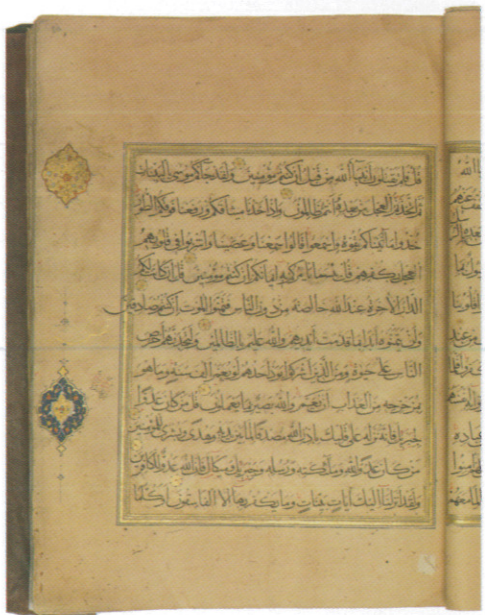 قل فلم تقتلون انبياء الله من قبل ان كنتم مؤمنين ولقد جاءكم موسى بالبينات
ثم اتخذتم العجل من بعده وانتم ظالمون واذ اخذنا ميثاقكم ورفعنا فوقكم الطور
خذوا ما آتيناكم بقوة واسمعوا قالوا سمعنا وعصينا واشربوا في قلوبهم
العجل بكفرهم قل بئسما يأمركم به ايمانكم ان كنتم مؤمنين قل ان كانت لكم
الدار الآخرة عند الله خالصة من دون الناس فتمنوا الموت ان كنتم صادقين
ولن يتمنوه ابدا بما قدمت ايديهم والله عليم بالظالمين ولتجدنهم احرص
الناس على حيوة ومن الذين اشركوا يود احدهم لو يعمر الف سنة وما هو
بمزحزحه من العذاب ان يعمر والله بصير بما يعملون قل من كان عدوا
لجبريل فانه نزله على قلبك باذن الله مصدقا لما بين يديه وهدى وبشرى للمؤمنين
من كان عدوا لله وملائكته ورسله وجبريل وميكال فان الله عدو للكافرين
ولقد انزلنا اليك آيات بينات وما يكفر بها الا الفاسقون اوكلما